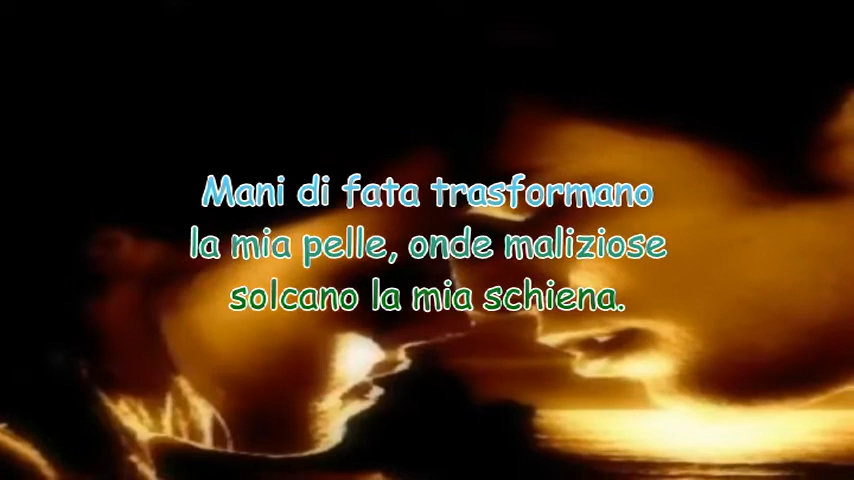 Mani di fata trasformano
la mia pelle, onde maliziose
solcano la mia schiena.